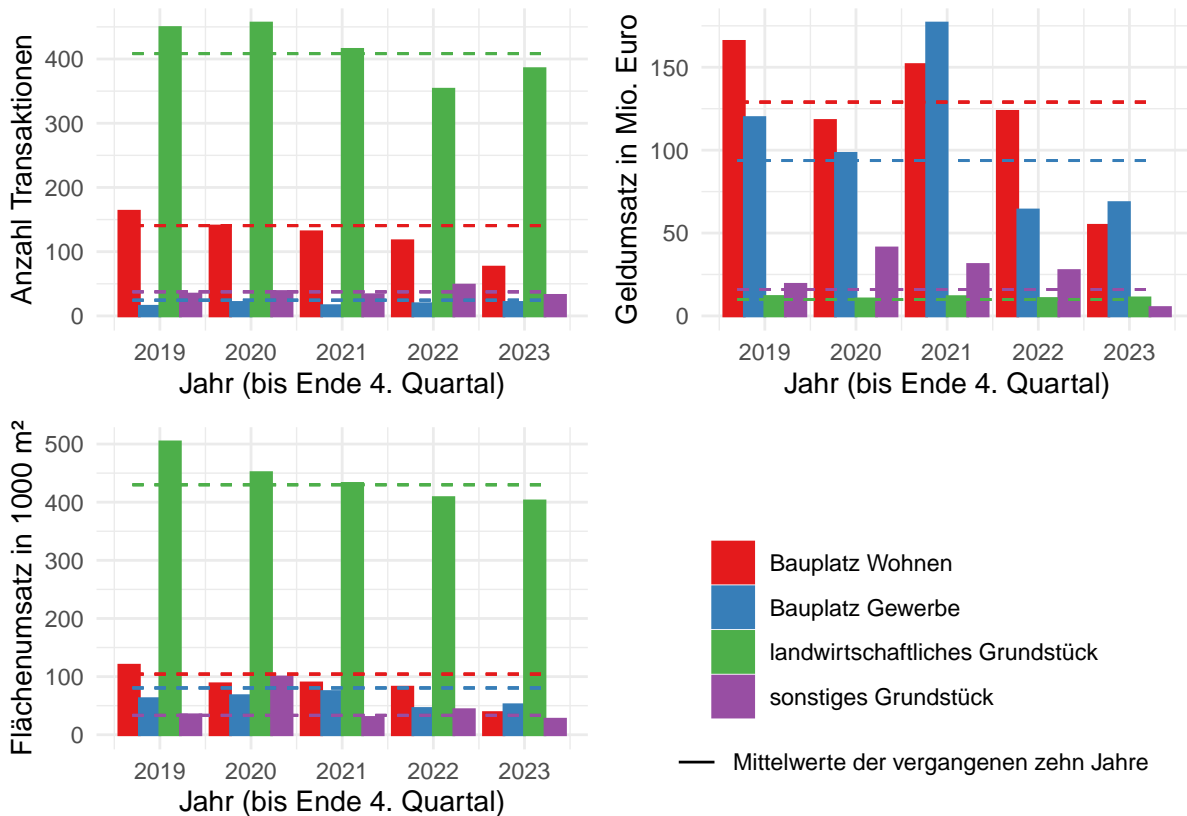 Anzahl Transaktionen
400
300
200
100
0
2019 2020 2021 2022 2023
Jahr (bis Ende 4. Quartal)
Geldumsatz in Mio. Euro
150
100
50
0
2019 2020 2021 2022 2023
Jahr (bis Ende 4. Quartal)
Flächenumsatz in 1000 m²
500
400
300
200
100
0
2019 2020 2021 2022 2023
Jahr (bis Ende 4. Quartal)
Bauplatz Wohnen
Bauplatz Gewerbe
landwirtschaftliches Grundstück
sonstiges Grundstück
Mittelwerte der vergangenen zehn Jahre